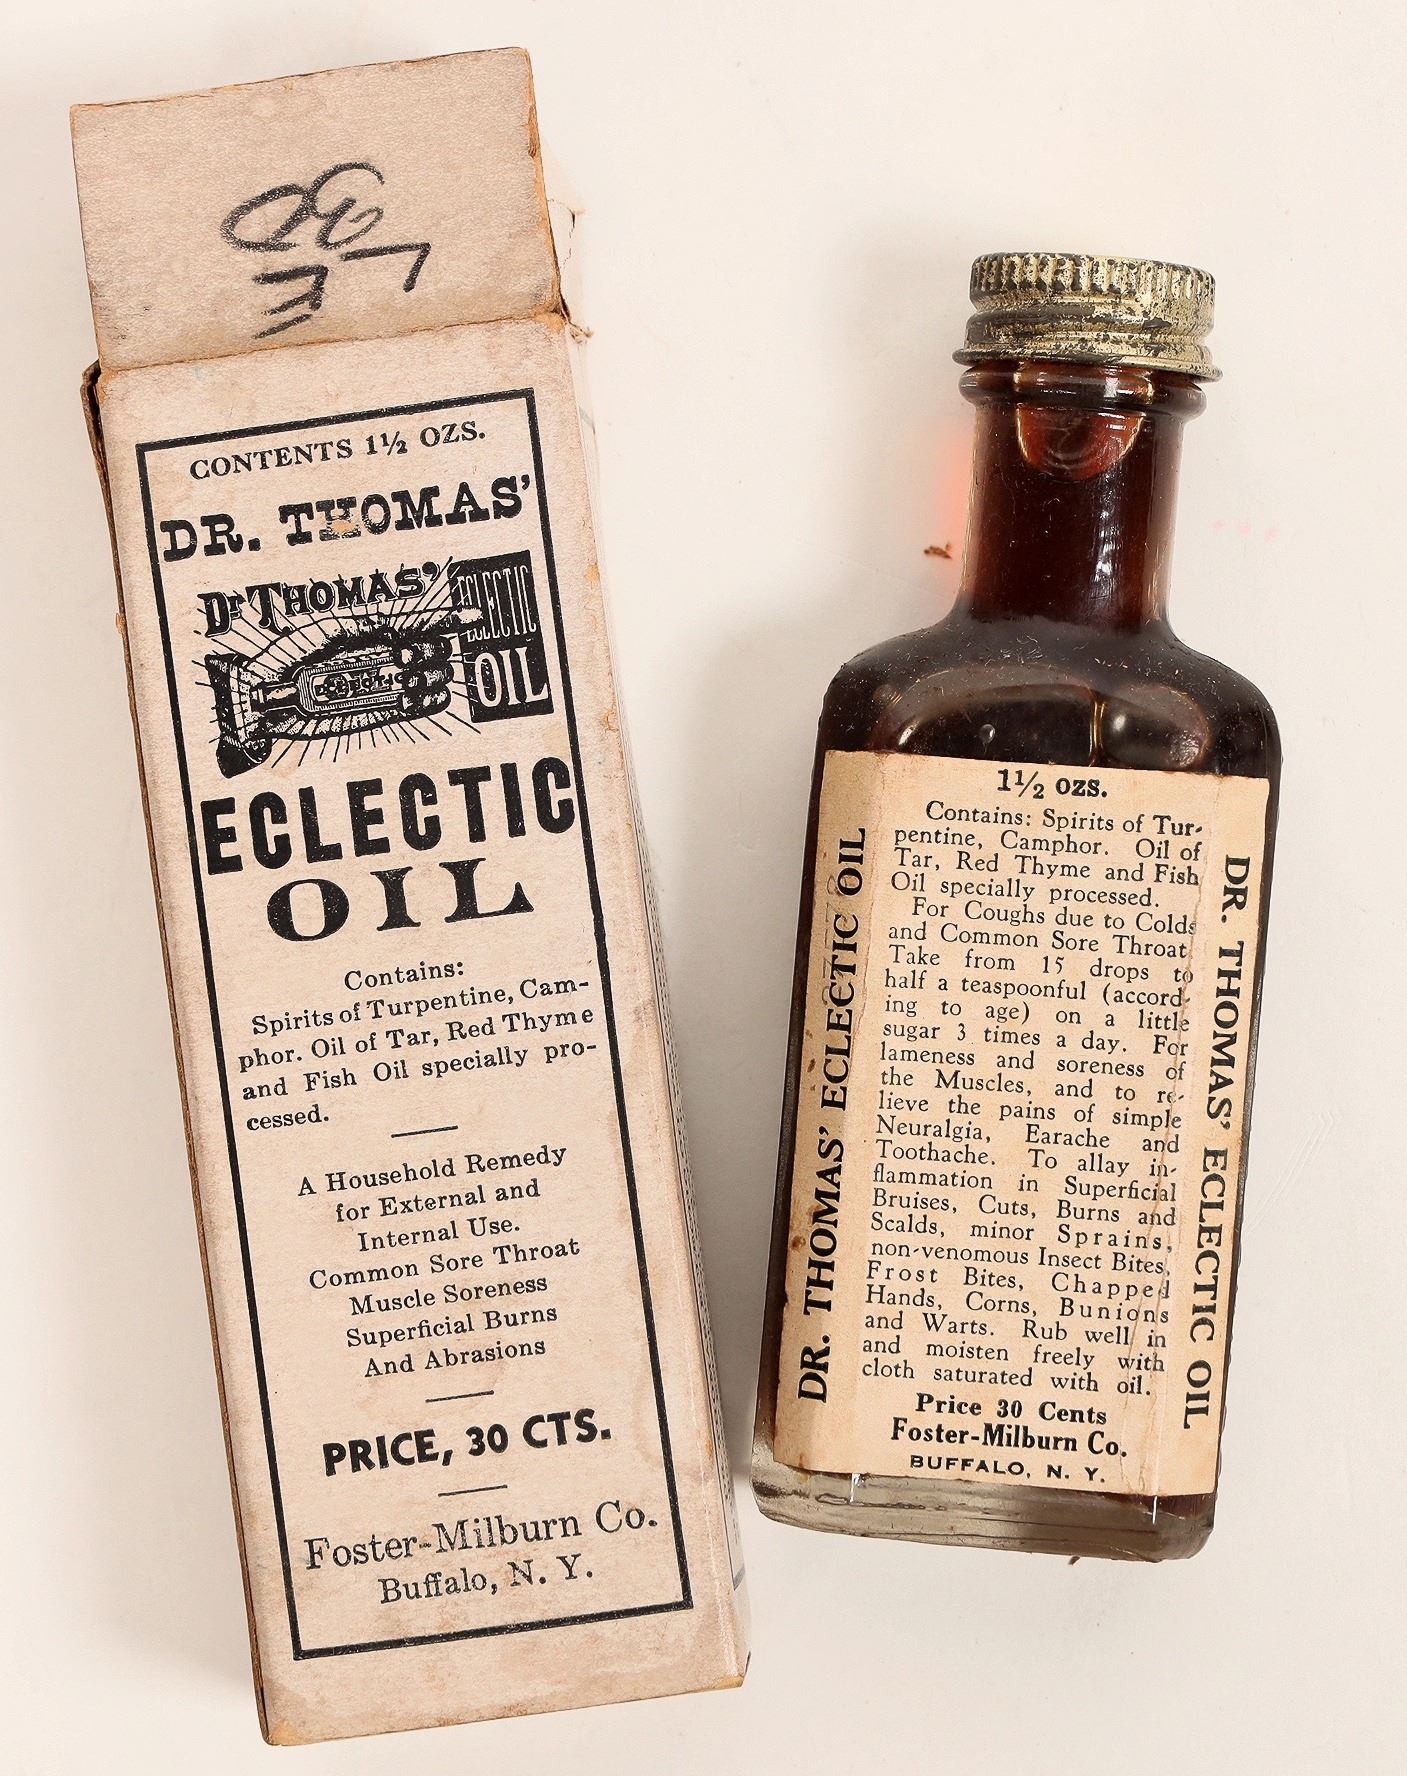 CONTENTS 1½ OZS.
DR. THOMAS'
DR THOMAS'
ECLECTIC
ECLECTIC
OIL
ECLECTIC
ECLECTIC
OIL
Contains:
Spirits of Turpentine, Cam-
phor. Oil of Tar, Red Thyme
and Fish Oil specially pro-
cessed.
A Household Remedy
for External and
Internal Use.
Common Sore Throat
Muscle Soreness
Superficial Burns
And Abrasions
PRICE, 30 CTS.
Foster-Milburn Co.
Buffalo, N. Y.
DR. THOMAS' ECLECTIC OIL
1½ OZS.
Contains: Spirits of Tur-
pentine, Camphor. Oil of
Tar, Red Thyme and Fish
Oil specially processed.
For Coughs due to Colds
and Common Sore Throat
Take from 15 drops to
half a teaspoonful (accord-
ing to age) on a little
sugar 3 times a day. For
lameness and soreness of
the Muscles, and to re-
lieve the pains of simple
Neuralgia, Earache and
Toothache. To allay in-
flammation in Superficial
Bruises, Cuts, Burns and
Scalds, minor Sprains,
non-venomous Insect Bites,
Frost Bites, Chapped
Hands, Corns, Bunions
and Warts. Rub well in
and moisten freely with
cloth saturated with oil.
Price 30 Cents
Foster-Milburn Co.
BUFFALO, N. Y.
DR. THOMAS' ECLECTIC OIL